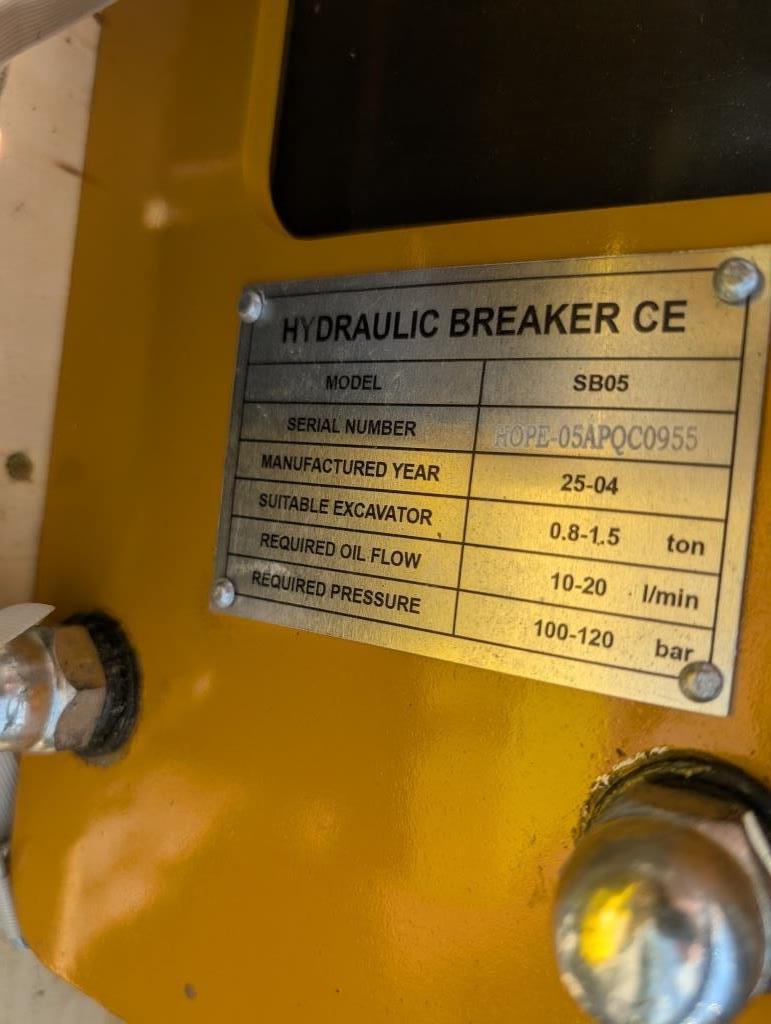 HYDRAULIC BREAKER CE
MODEL SB05
SERIAL NUMBER HOPE-05APQC0955
MANUFACTURED YEAR 25-04
SUITABLE EXCAVATOR 0.8-1.5 ton
REQUIRED OIL FLOW 10-20 l/min
REQUIRED PRESSURE 100-120 bar